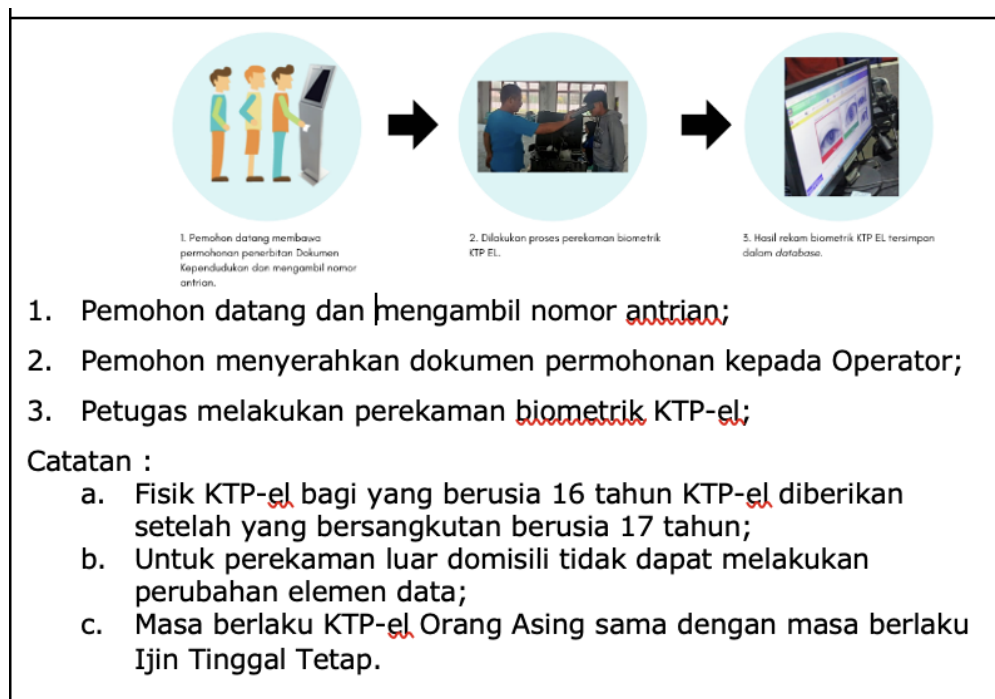 1. Pemohon datang membawa
permohonan penerbitan Dokumen
Kependudukan dan mengambil nomor
antrian.
2. Dilakukan proses perekaman biometrik
KTP EL.
3. Hasil rekam biometrik KTP EL tersimpan
dalam database.
1. Pemohon datang dan mengambil nomor antrian;
2. Pemohon menyerahkan dokumen permohonan kepada Operator;
3. Petugas melakukan perekaman biometrik KTP-el;
Catatan :
a. Fisik KTP-el bagi yang berusia 16 tahun KTP-el diberikan
setelah yang bersangkutan berusia 17 tahun;
b. Untuk perekaman luar domisili tidak dapat melakukan
perubahan elemen data;
c. Masa berlaku KTP-el Orang Asing sama dengan masa berlaku
Ijin Tinggal Tetap.